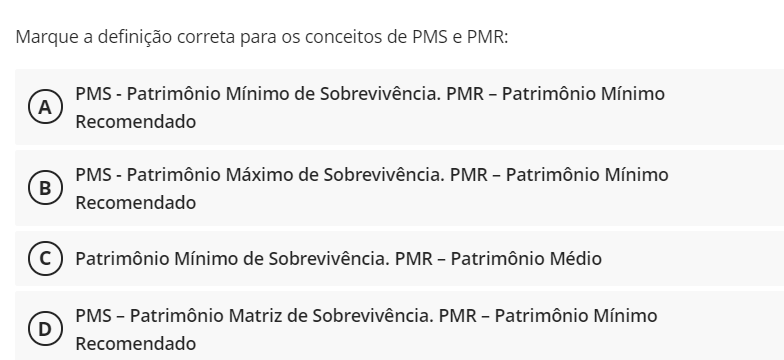 Marque a definição correta para os conceitos de PMS e PMR:
A
PMS - Patrimônio Mínimo de Sobrevivência. PMR – Patrimônio Mínimo
Recomendado
B
PMS - Patrimônio Máximo de Sobrevivência. PMR – Patrimônio Mínimo
Recomendado
C
Patrimônio Mínimo de Sobrevivência. PMR – Patrimônio Médio
D
PMS – Patrimônio Matriz de Sobrevivência. PMR – Patrimônio Mínimo
Recomendado